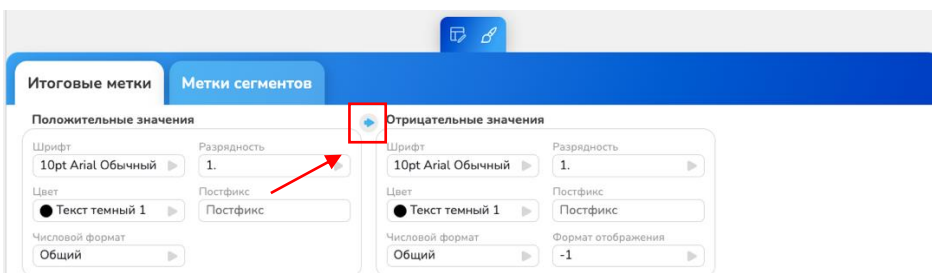 Итоговые метки
Метки сегментов
Положительные значения
Отрицательные значения
Шрифт
Разрядность
Шрифт
Разрядность
10pt Arial Обычный
1.
10pt Arial Обычный
1.
Цвет
Постфикс
Цвет
Постфикс
Текст темный 1
Постфикс
Текст темный 1
Постфикс
Числовой формат
Числовой формат
Формат отображения
Общий
Общий
-1